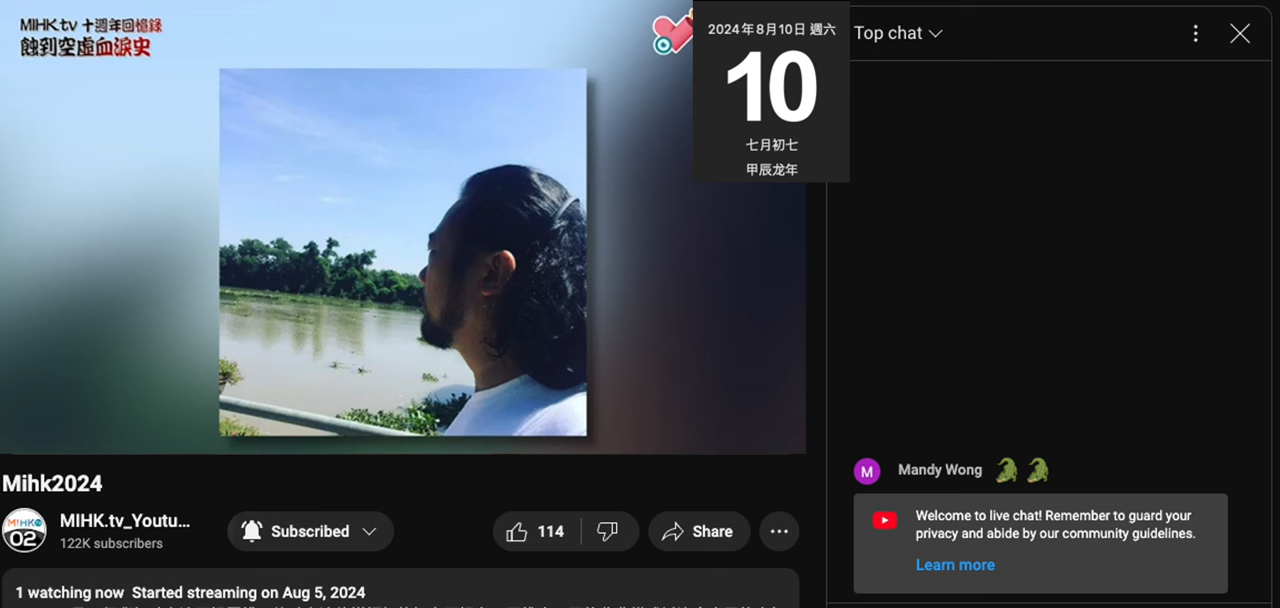 MIHK.tv 十週年回憶錄
蝕到空虛血淚史
2024年8月10日 週六
10
七月初七
甲辰龙年
Top chat
Mihk2024
MIHK.tv_Youtu...
122K subscribers
Subscribed
114
Share
1 watching now Started streaming on Aug 5, 2024
M Mandy Wong
Welcome to live chat! Remember to guard your
privacy and abide by our community guidelines.
Learn more
MIHK
02